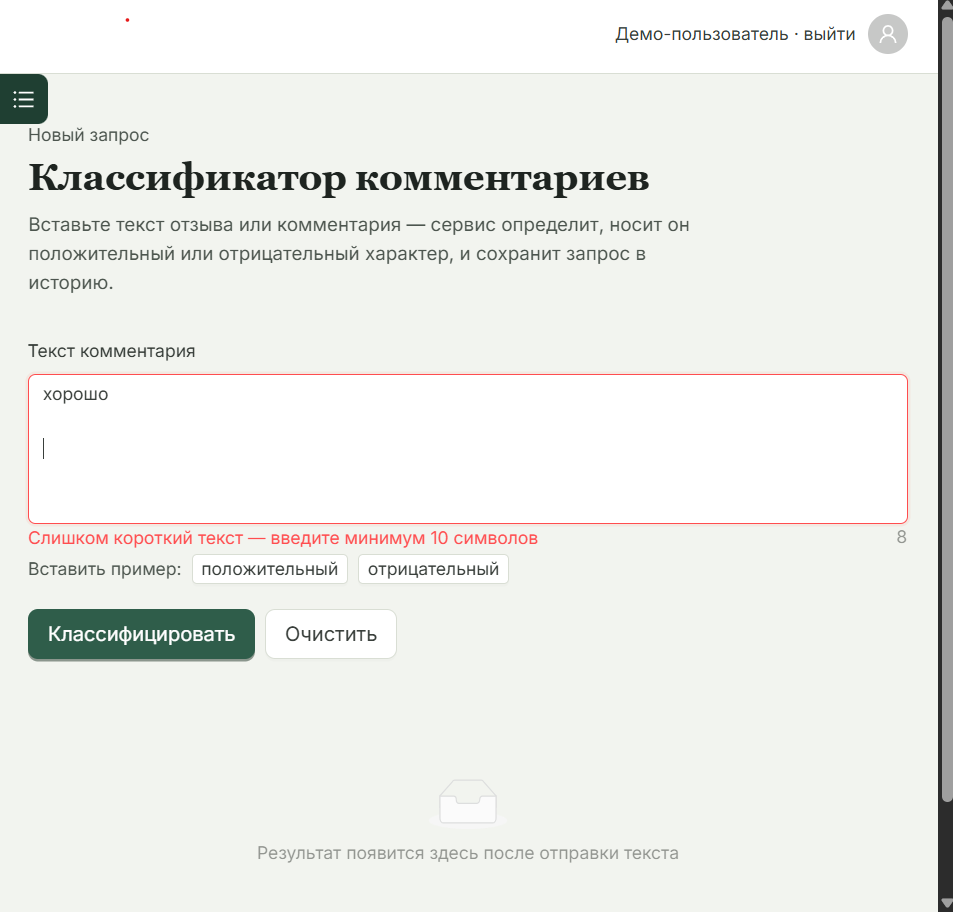 Демо-пользователь · выйти
Новый запрос
Классификатор комментариев
Вставьте текст отзыва или комментария — сервис определит, носит он
положительный или отрицательный характер, и сохранит запрос в
историю.
Текст комментария
хорошо
Слишком короткий текст — введите минимум 10 символов
8
Вставить пример:
положительный
отрицательный
Классифицировать
Очистить
Результат появится здесь после отправки текста